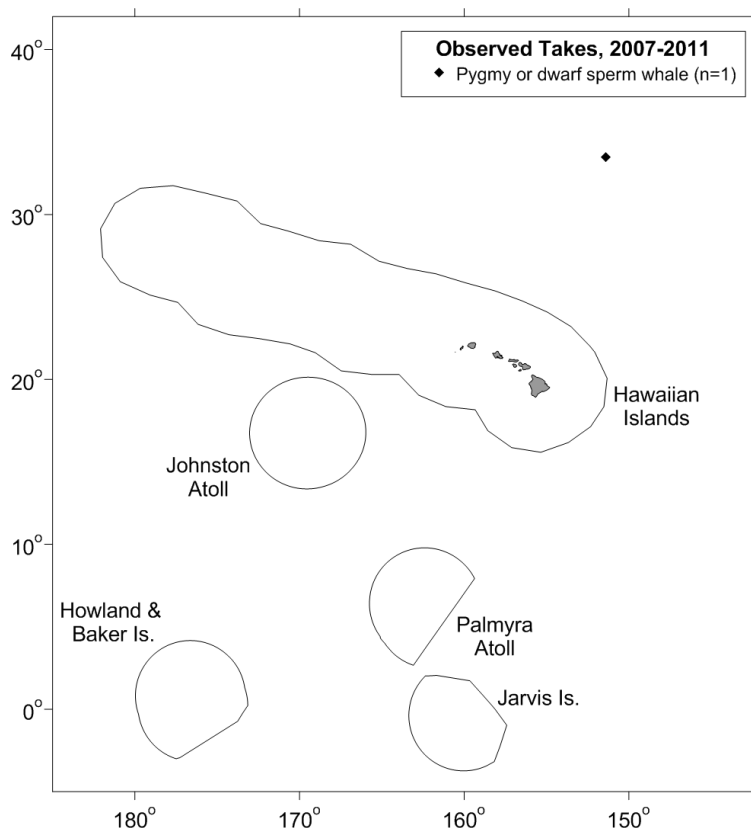 Observed Takes, 2007-2011
Pygmy or dwarf sperm whale (n=1)
40°
30°
20°
10°
0°
Hawaiian
Islands
Johnston
Atoll
Howland &
Baker Is.
Palmyra
Atoll
Jarvis Is.
180°
170°
160°
150°